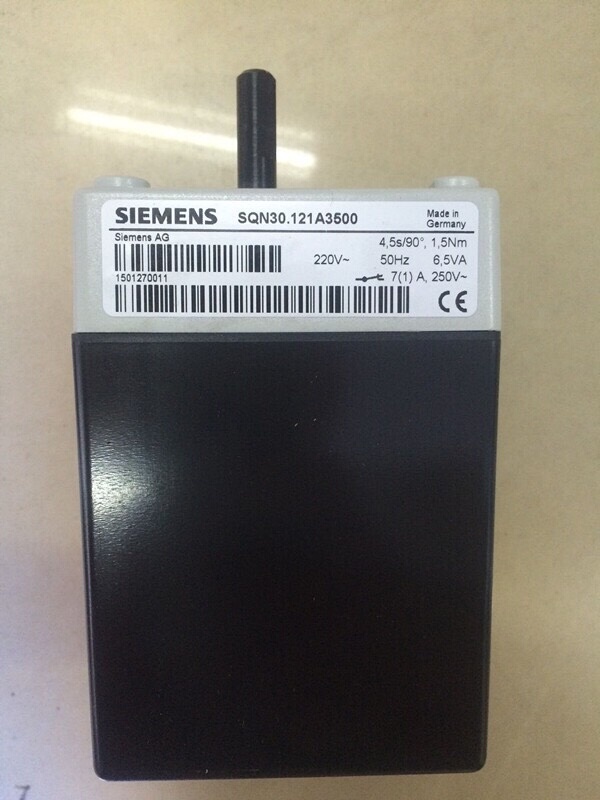 SIEMENS SQN30.121A3500 Made in
Germany
Siemens AG
4,5s/90°, 1,5Nm
220V~ 50Hz 6,5VA
1501270011
7(1) A, 250V~
CE